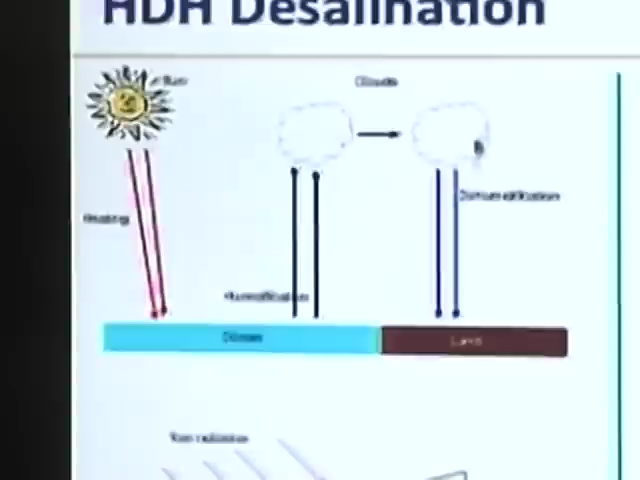 HDH Desalination
Sun
Clouds
Heating
Dehumidification
Humidification
Ocean
Land
Sun radiation